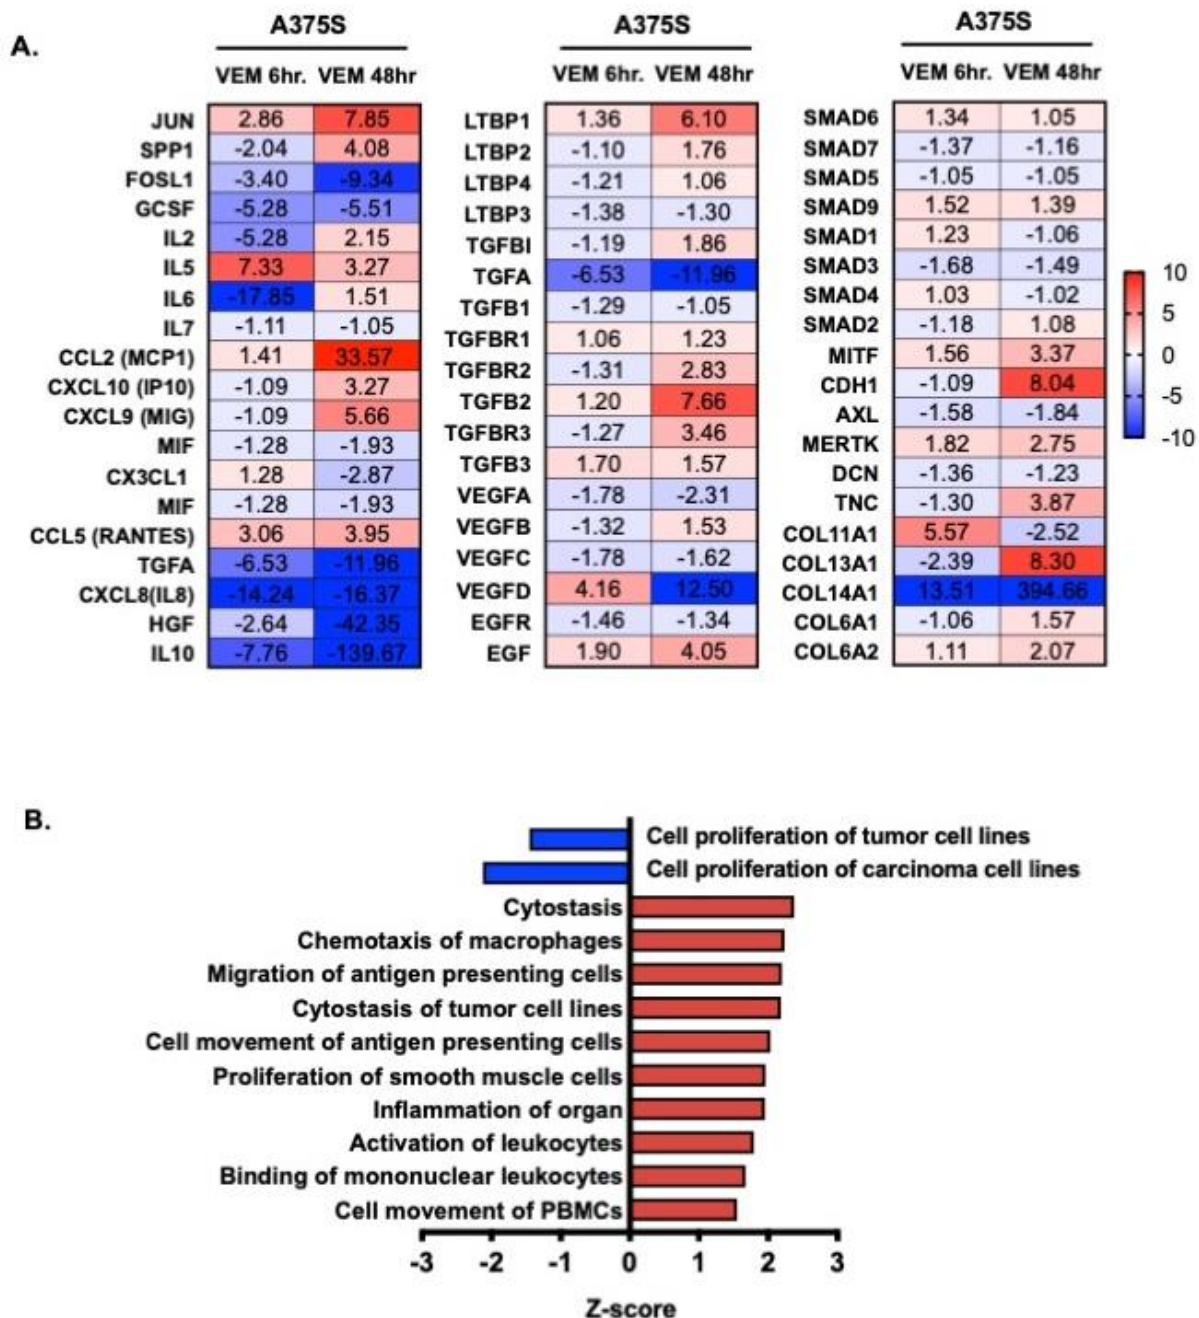 A.
A375S
VEM 6hr. VEM 48hr
JUN 2.86 7.85
SPP1 -2.04 4.08
FOSL1 -3.40 -9.34
GCSF -5.28 -5.51
IL2 -5.28 2.15
IL5 7.33 3.27
IL6 -17.85 1.51
IL7 -1.11 -1.05
CCL2 (MCP1) 1.41 33.57
CXCL10 (IP10) -1.09 3.27
CXCL9 (MIG) -1.09 5.66
MIF -1.28 -1.93
CX3CL1 1.28 -2.87
MIF -1.28 -1.93
CCL5 (RANTES) 3.06 3.95
TGFA -6.53 -11.96
CXCL8(IL8) -14.24 -16.37
HGF -2.64 -42.35
IL10 -7.76 -139.67
A375S
VEM 6hr. VEM 48hr
LTBP1 1.36 6.10
LTBP2 -1.10 1.76
LTBP4 -1.21 1.06
LTBP3 -1.38 -1.30
TGFBI -1.19 1.86
TGFA -6.53 -11.96
TGFB1 -1.29 -1.05
TGFBR1 1.06 1.23
TGFBR2 -1.31 2.83
TGFB2 1.20 7.66
TGFBR3 -1.27 3.46
TGFB3 1.70 1.57
VEGFA -1.78 -2.31
VEGFB -1.32 1.53
VEGFC -1.78 -1.62
VEGFD 4.16 12.50
EGFR -1.46 -1.34
EGF 1.90 4.05
A375S
VEM 6hr. VEM 48hr
SMAD6 1.34 1.05
SMAD7 -1.37 -1.16
SMAD5 -1.05 -1.05
SMAD9 1.52 1.39
SMAD1 1.23 -1.06
SMAD3 -1.68 -1.49
SMAD4 1.03 -1.02
SMAD2 -1.18 1.08
MITF 1.56 3.37
CDH1 -1.09 8.04
AXL -1.58 -1.84
MERTK 1.82 2.75
DCN -1.36 -1.23
TNC -1.30 3.87
COL11A1 5.57 -2.52
COL13A1 -2.39 8.30
COL14A1 13.51 394.66
COL6A1 -1.06 1.57
COL6A2 1.11 2.07
10
5
0
-5
-10
B.
Cell proliferation of tumor cell lines
Cell proliferation of carcinoma cell lines
Cytostasis
Chemotaxis of macrophages
Migration of antigen presenting cells
Cytostasis of tumor cell lines
Cell movement of antigen presenting cells
Proliferation of smooth muscle cells
Inflammation of organ
Activation of leukocytes
Binding of mononuclear leukocytes
Cell movement of PBMCs
-3 -2 -1 0 1 2 3
Z-score